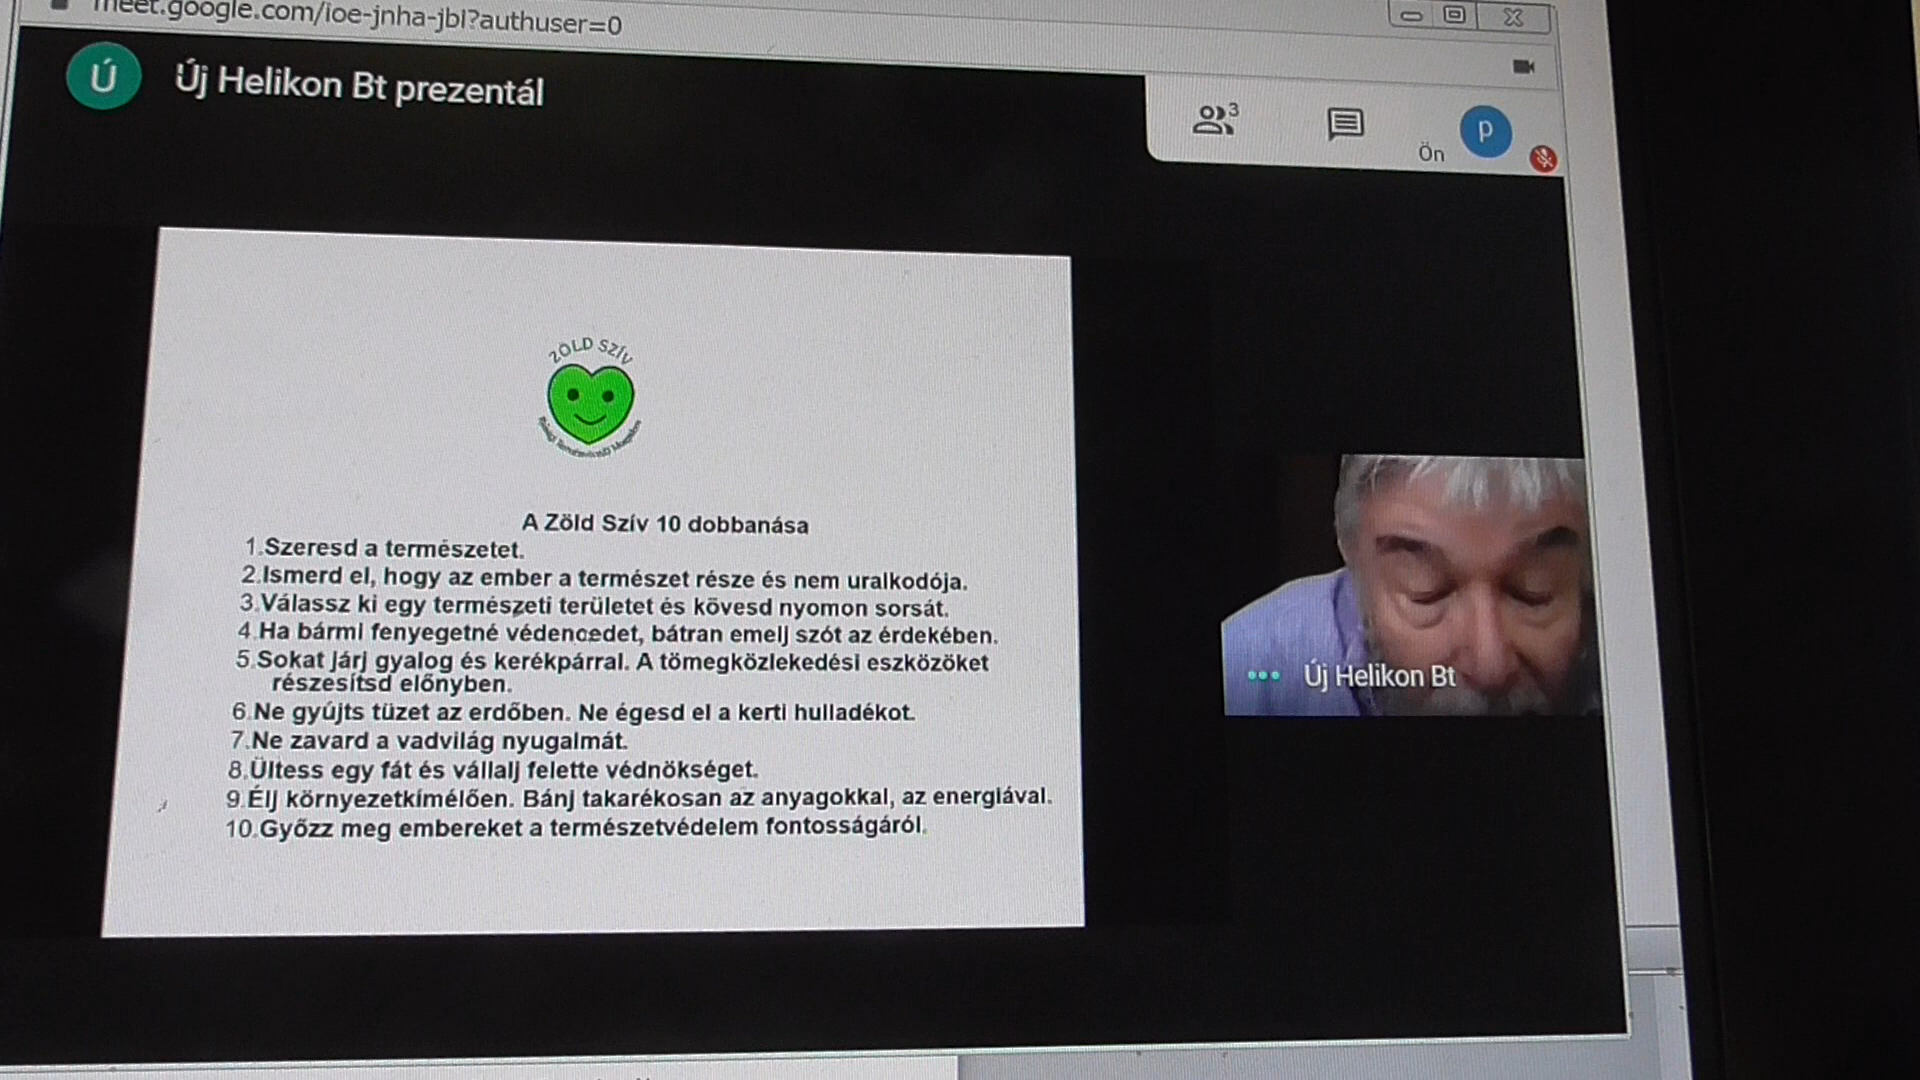 meet.google.com/ioe-jnha-jbi?authuser=0
Ú
Új Helikon Bt prezentál
3
Ön
p
ZÖLD SZÍV
A Zöld Szív 10 dobbanása
1.Szeresd a természetet.
2.Ismerd el, hogy az ember a természet része és nem uralkodója.
3.Válassz ki egy természeti területet és kövesd nyomon sorsát.
4.Ha bármi fenyegetné védencedet, bátran emelj szót az érdekében.
5.Sokat járj gyalog és kerékpárral. A tömegközlekedési eszközöket
részesítsd előnyben.
6.Ne gyújts tüzet az erdőben. Ne égesd el a kerti hulladékot.
7.Ne zavard a vadvilág nyugalmát.
8.Ültess egy fát és vállalj felette védnökséget.
9.Élj környezetkímélően. Bánj takarékosan az anyagokkal, az energiával.
10.Győzz meg embereket a természetvédelem fontosságáról.
Új Helikon Bt